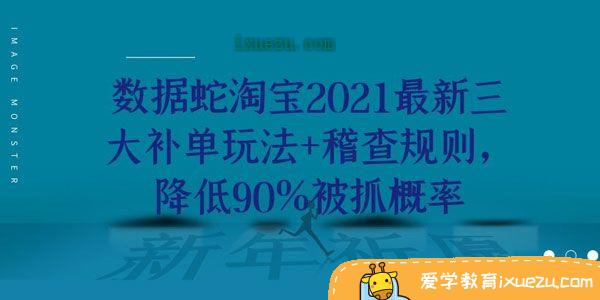 ixuezu.com
IMAGE MONSTER
数据蛇淘宝2021最新三
大补单玩法+稽查规则，
降低90%被抓概率
新年祈愿
爱学教育ixuezu.com